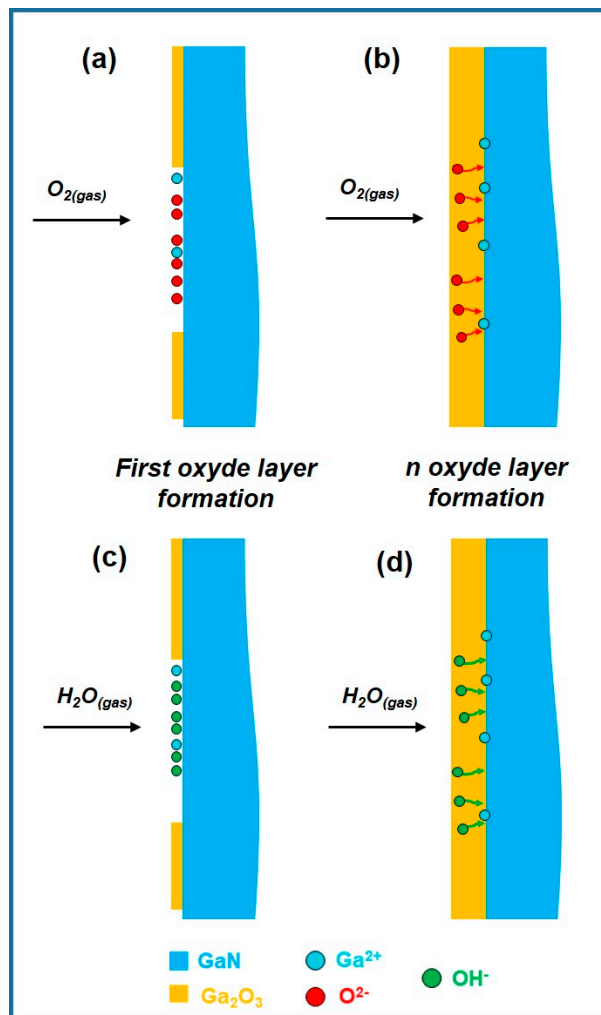 (a)
(b)
O2(gas)
O2(gas)
First oxyde layer
formation
n oxyde layer
formation
(c)
(d)
H2O(gas)
H2O(gas)
GaN
Ga2+
OH-
Ga2O3
O2-